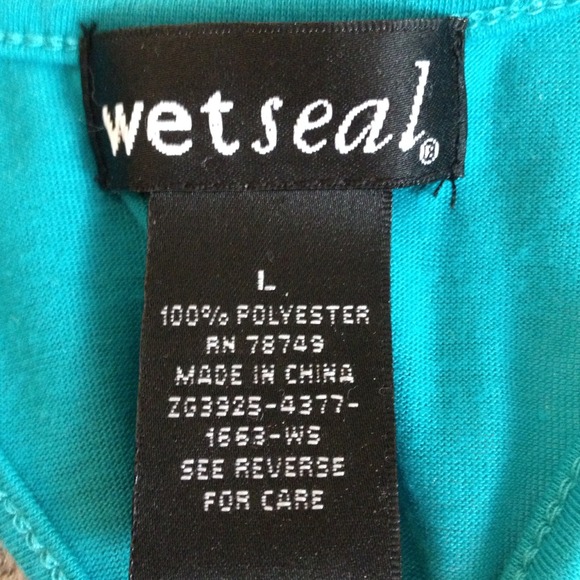 wetseal®
L
100% POLYESTER
RN 78749
MADE IN CHINA
ZG3925-4377-
1663-WS
SEE REVERSE
FOR CARE